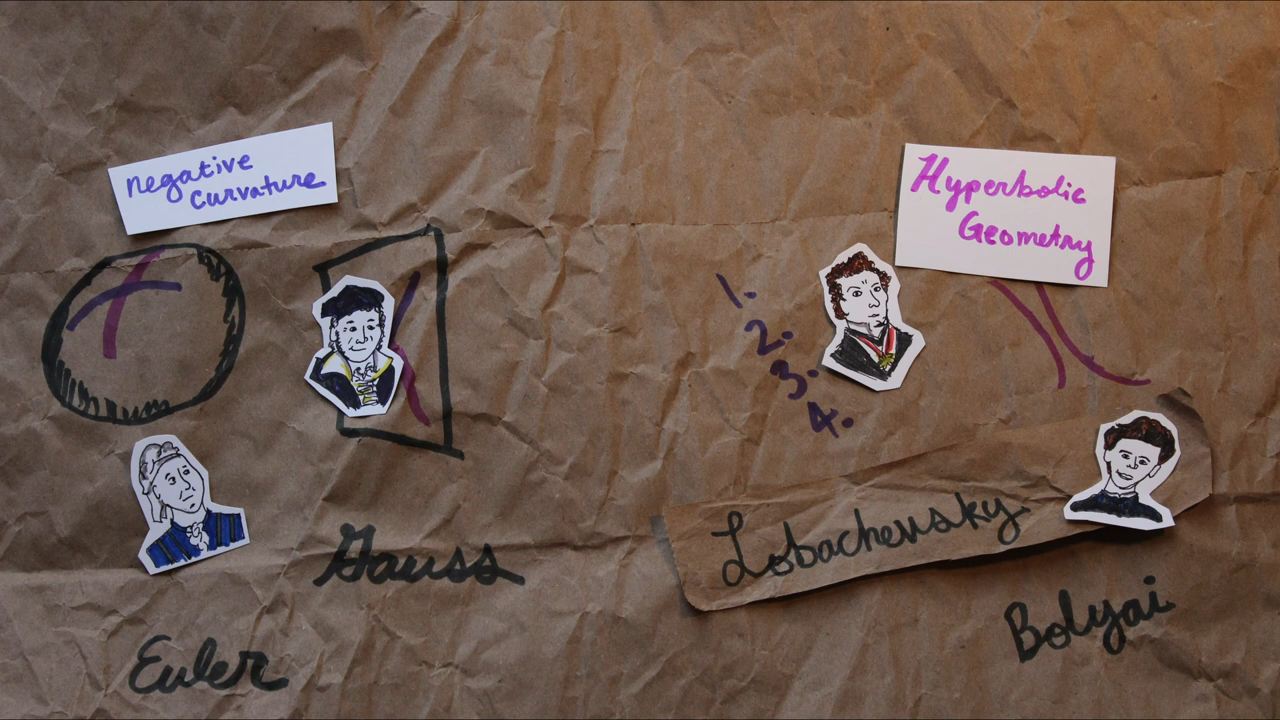 negative
curvature
Hyperbolic
Geometry
1.
2.
3.
4.
Gauss
Lobachevsky
Euler
Bolyai